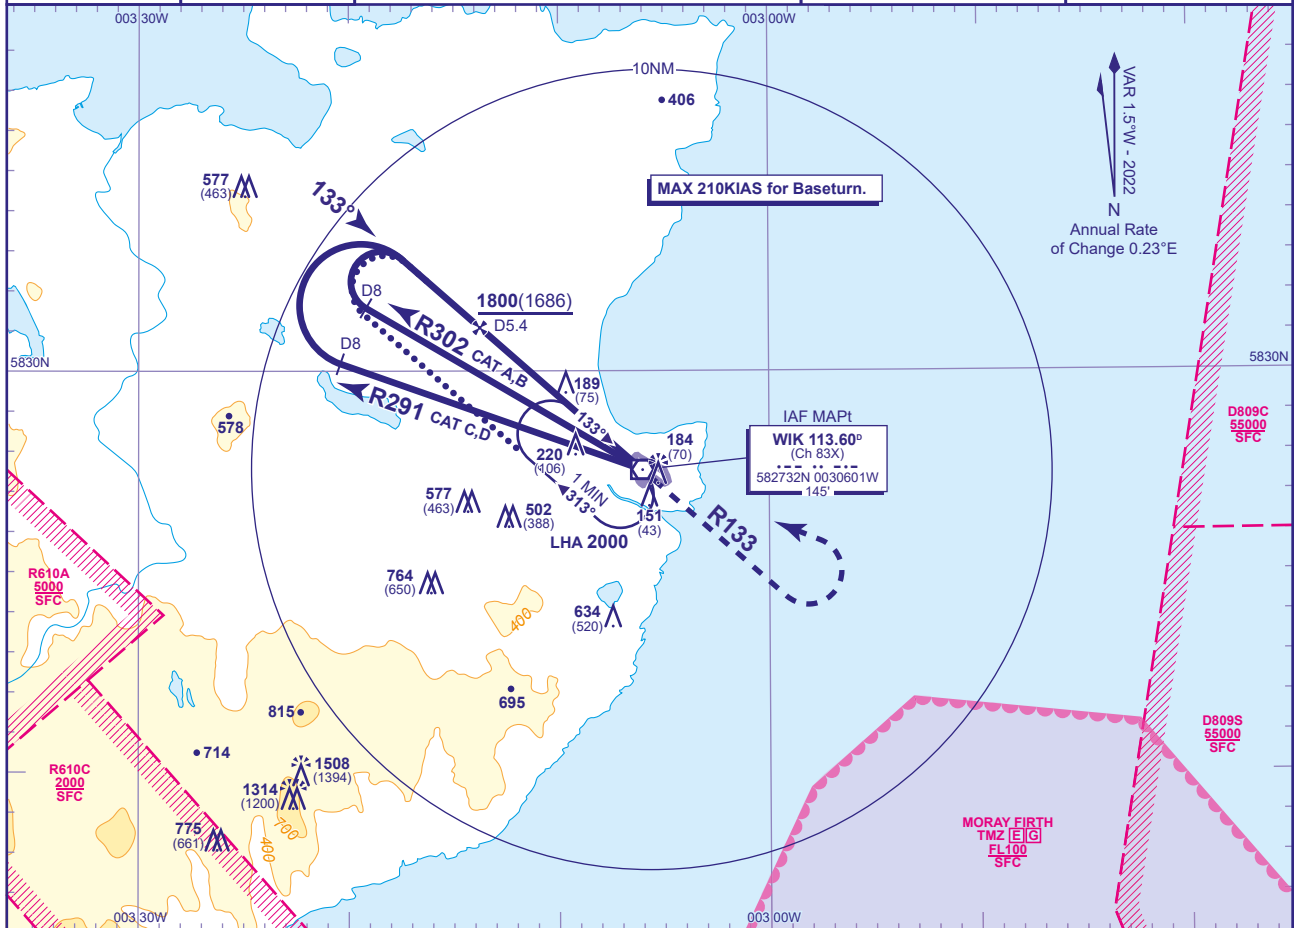 003 30W
003 00W
10NM
406
VAR 1.5°W - 2022
577
(463)
MAX 210KIAS for Baseturn.
133°
N
Annual Rate
of Change 0.23°E
D8
1800(1686)
D5.4
R302 CAT A,B
D8
5830N
5830N
189
(75)
R291 CAT C,D
133°
IAF MAPt
WIK 113.60ᴰ
(Ch 83X)
·–– ·· –·–
582732N 0030601W
145'
D809C
55000
SFC
578
184
(70)
220
(106)
1 MIN
313°
577
(463)
502
(388)
151
(43)
R133
LHA 2000
R610A
5000
SFC
764
(650)
634
(520)
400
695
815
714
D809S
55000
SFC
R610C
2000
SFC
1508
(1394)
1314
(1200)
700
400
775
(661)
MORAY FIRTH
TMZ E G
FL100
SFC
003 30W
003 00W